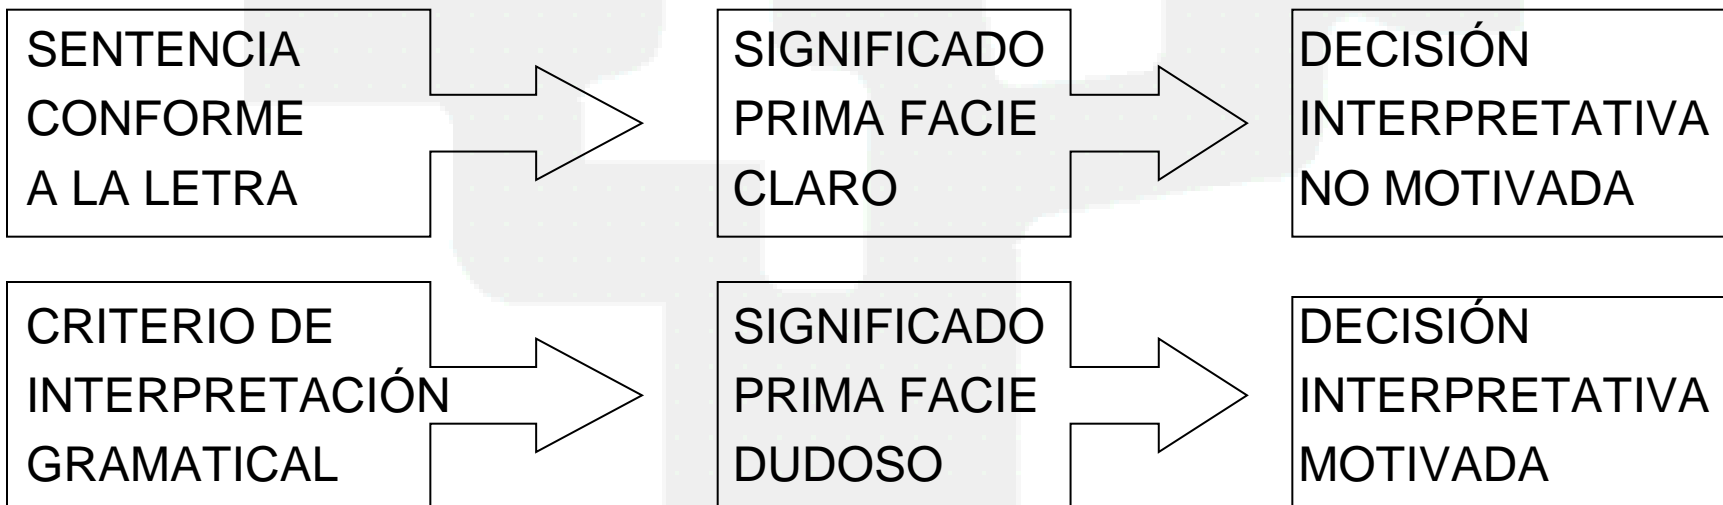 SENTENCIA
CONFORME
A LA LETRA
SIGNIFICADO
PRIMA FACIE
CLARO
DECISIÓN
INTERPRETATIVA
NO MOTIVADA
CRITERIO DE
INTERPRETACIÓN
GRAMATICAL
SIGNIFICADO
PRIMA FACIE
DUDOSO
DECISIÓN
INTERPRETATIVA
MOTIVADA